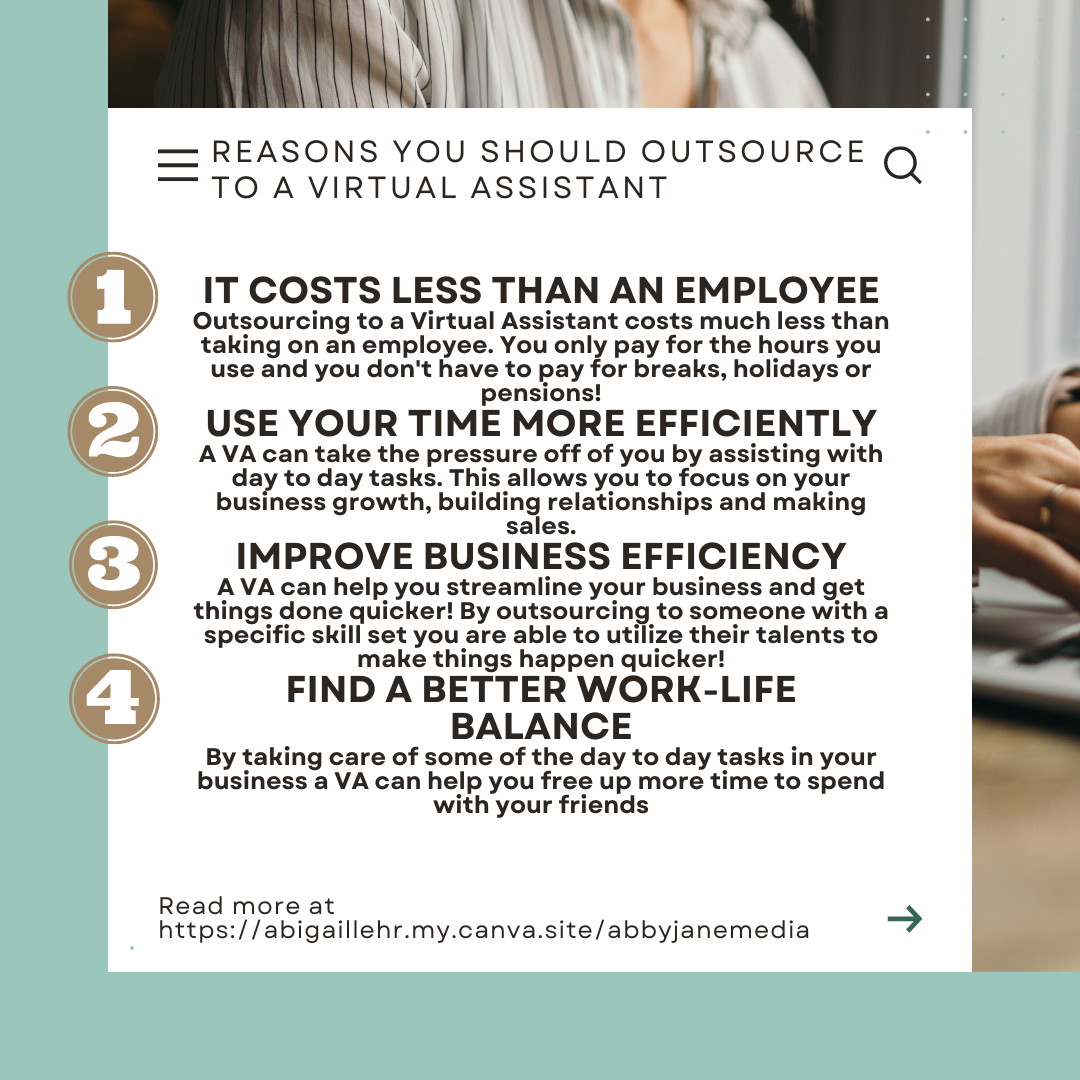 REASONS YOU SHOULD OUTSOURCE
TO A VIRTUAL ASSISTANT
1
IT COSTS LESS THAN AN EMPLOYEE
Outsourcing to a Virtual Assistant costs much less than
taking on an employee. You only pay for the hours you
use and you don't have to pay for breaks, holidays or
pensions!
2
USE YOUR TIME MORE EFFICIENTLY
A VA can take the pressure off of you by assisting with
day to day tasks. This allows you to focus on your
business growth, building relationships and making
sales.
3
IMPROVE BUSINESS EFFICIENCY
A VA can help you streamline your business and get
things done quicker! By outsourcing to someone with a
specific skill set you are able to utilize their talents to
make things happen quicker!
4
FIND A BETTER WORK-LIFE
BALANCE
By taking care of some of the day to day tasks in your
business a VA can help you free up more time to spend
with your friends
Read more at
https://abigaillehr.my.canva.site/abbyjanemedia